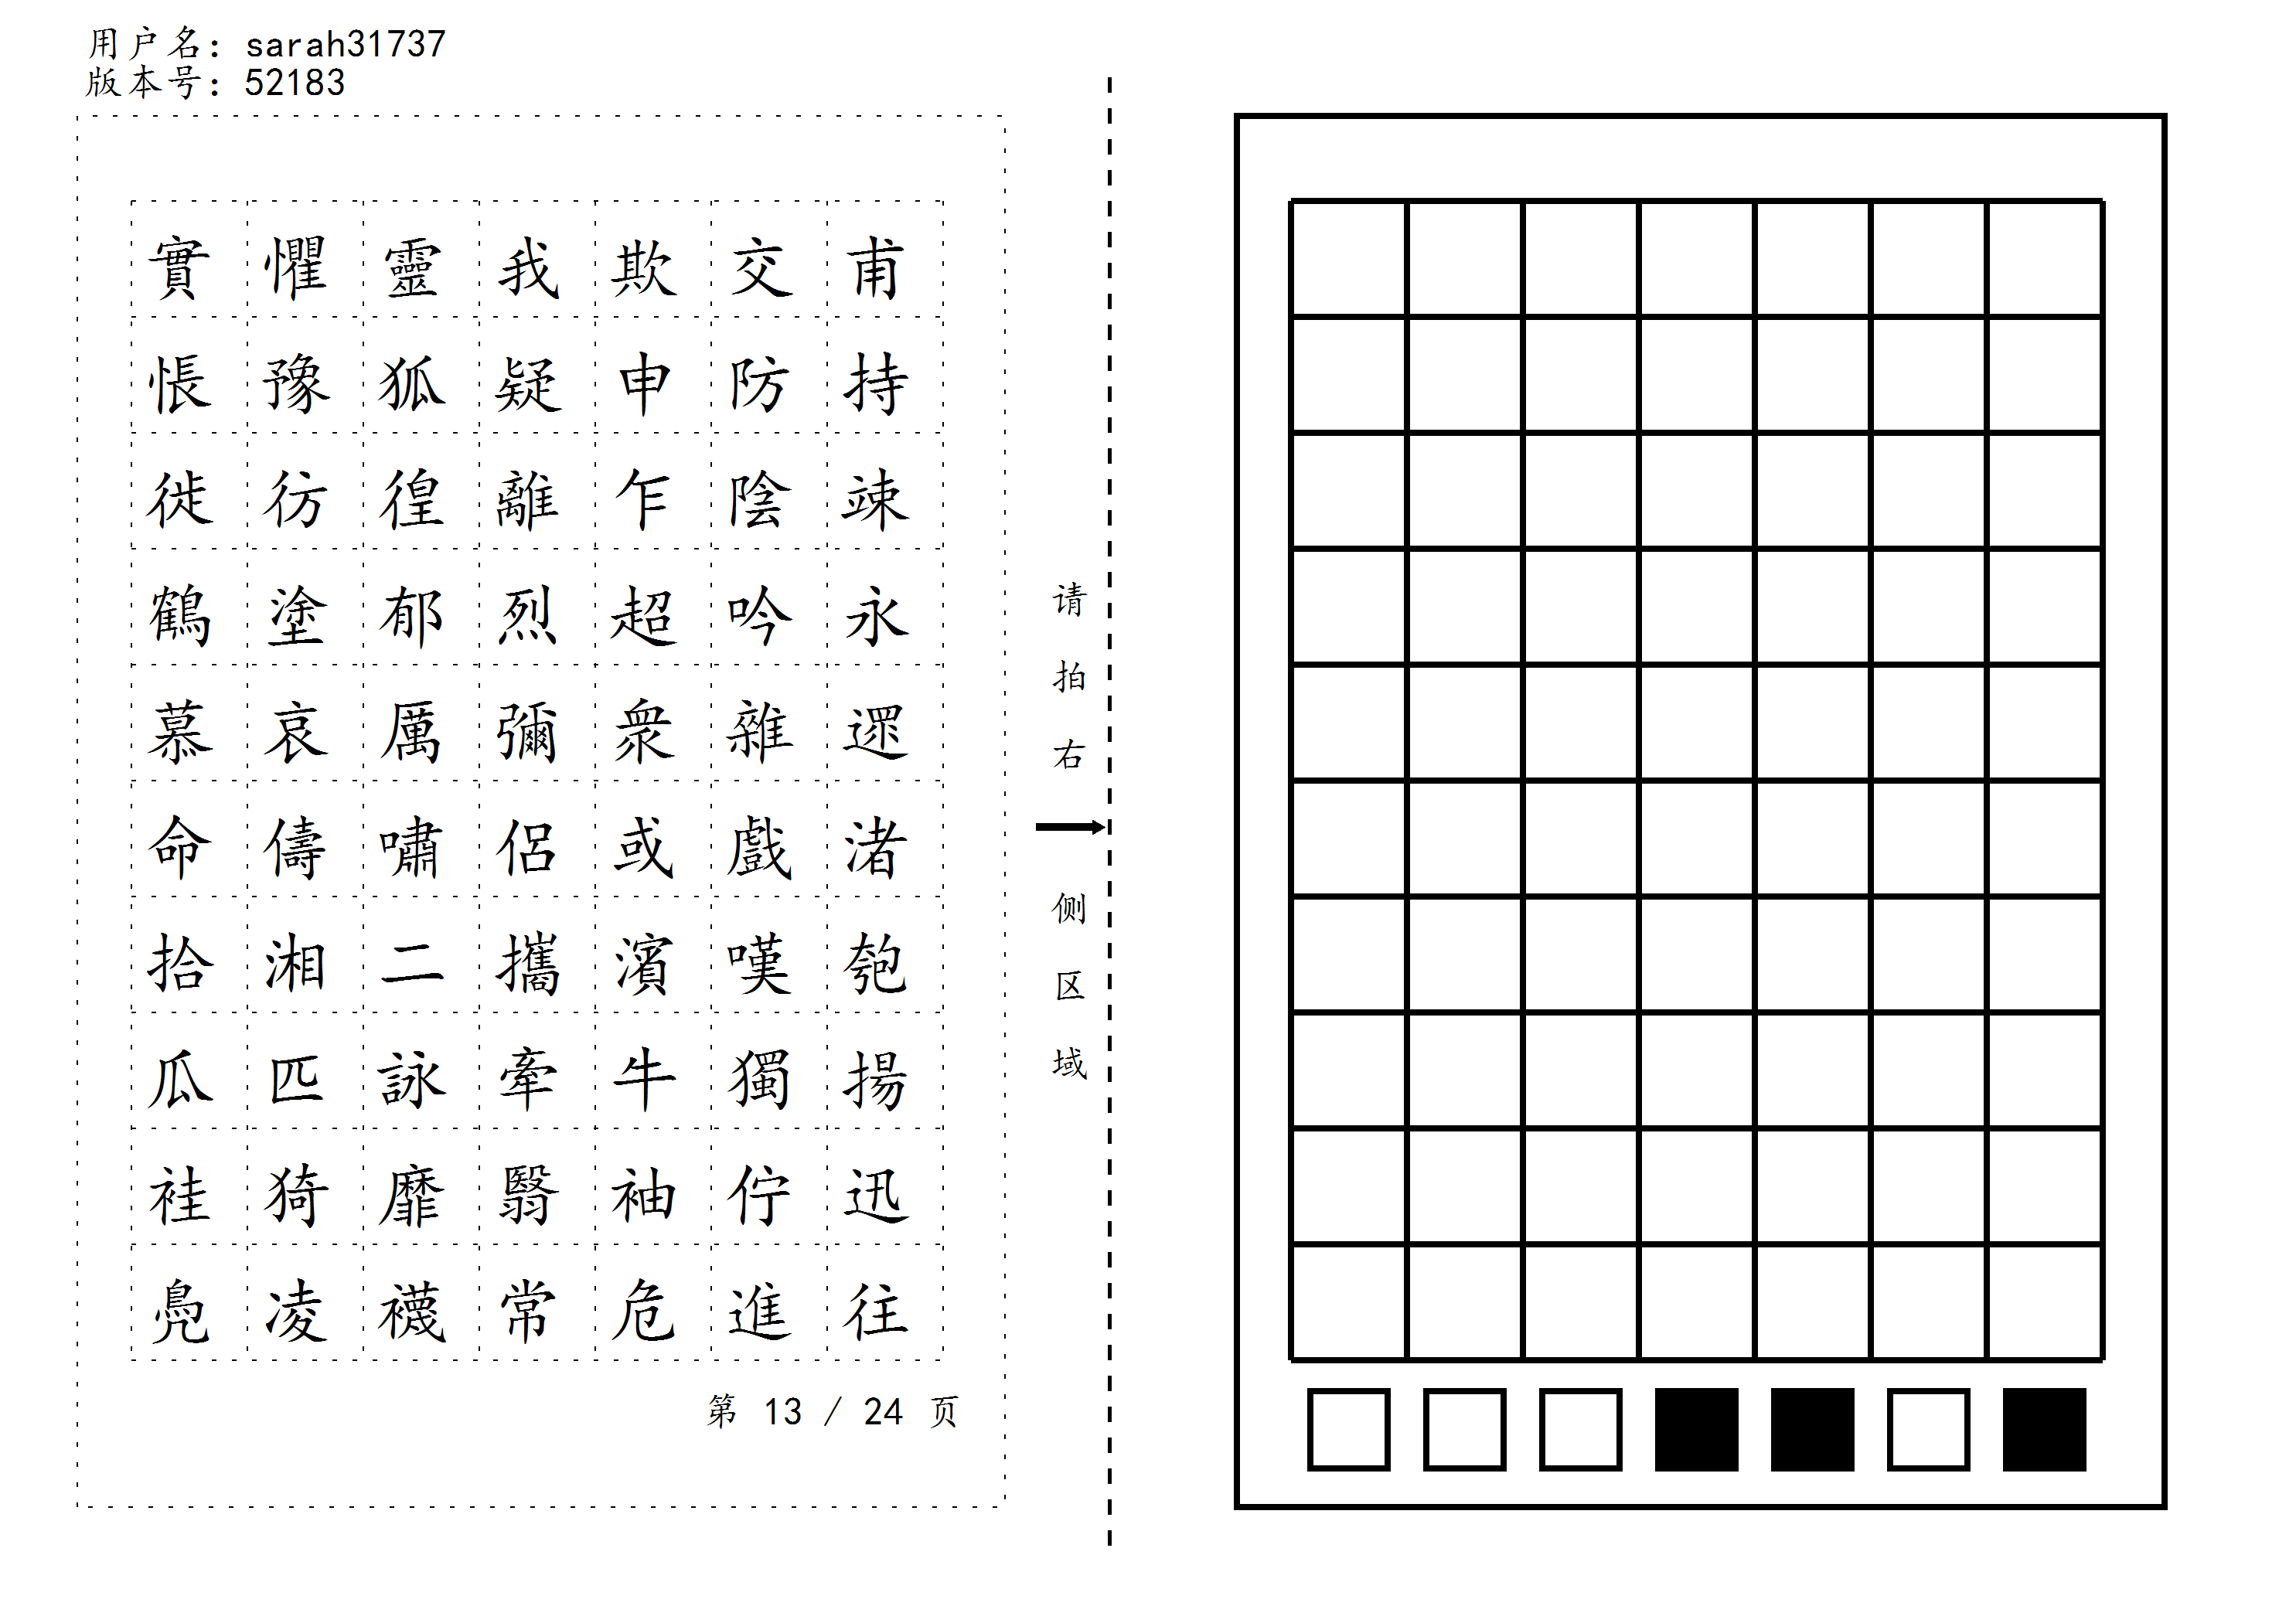 用户名: sarah31737
版本号: 52183
實懼靈我欺交甫
悵豫狐疑申防持
徙彷徨離乍陰竦
鶴塗郁烈超吟永
慕哀厲彌衆雜遝
命儔嘯侶或戲渚
拾湘二攜濱嘆匏
瓜匹詠牽牛獨揚
袿猗靡翳袖佇迅
鳧凌襪常危進往
第 13 / 24 页
请拍右侧区域